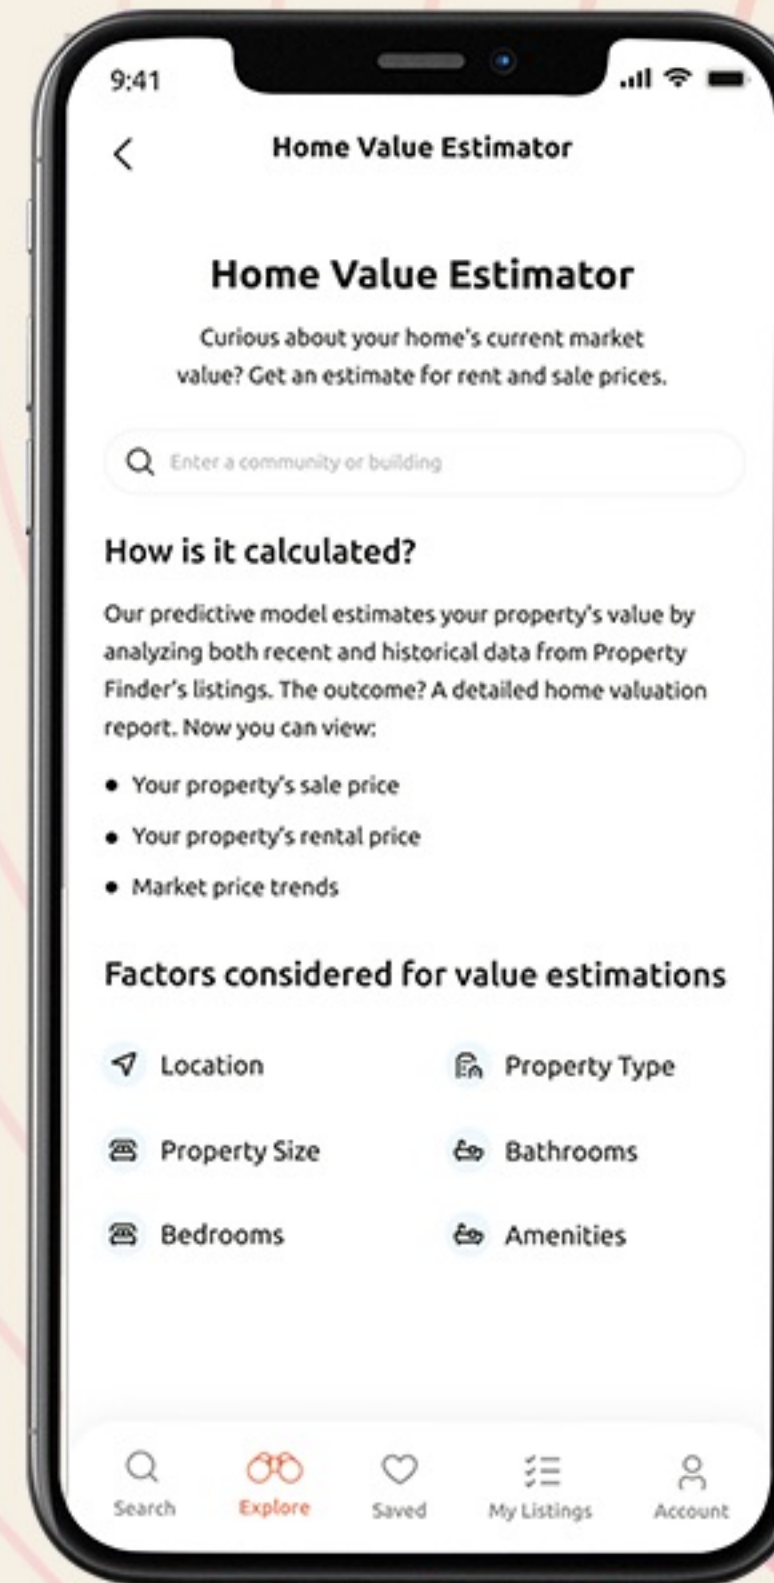 9:41
Home Value Estimator
Home Value Estimator
Curious about your home's current market
value? Get an estimate for rent and sale prices.
Enter a community or building
How is it calculated?
Our predictive model estimates your property's value by
analyzing both recent and historical data from Property
Finder's listings. The outcome? A detailed home valuation
report. Now you can view:
• Your property's sale price
• Your property's rental price
• Market price trends
Factors considered for value estimations
Location
Property Type
Property Size
Bathrooms
Bedrooms
Amenities
Search
Explore
Saved
My Listings
Account